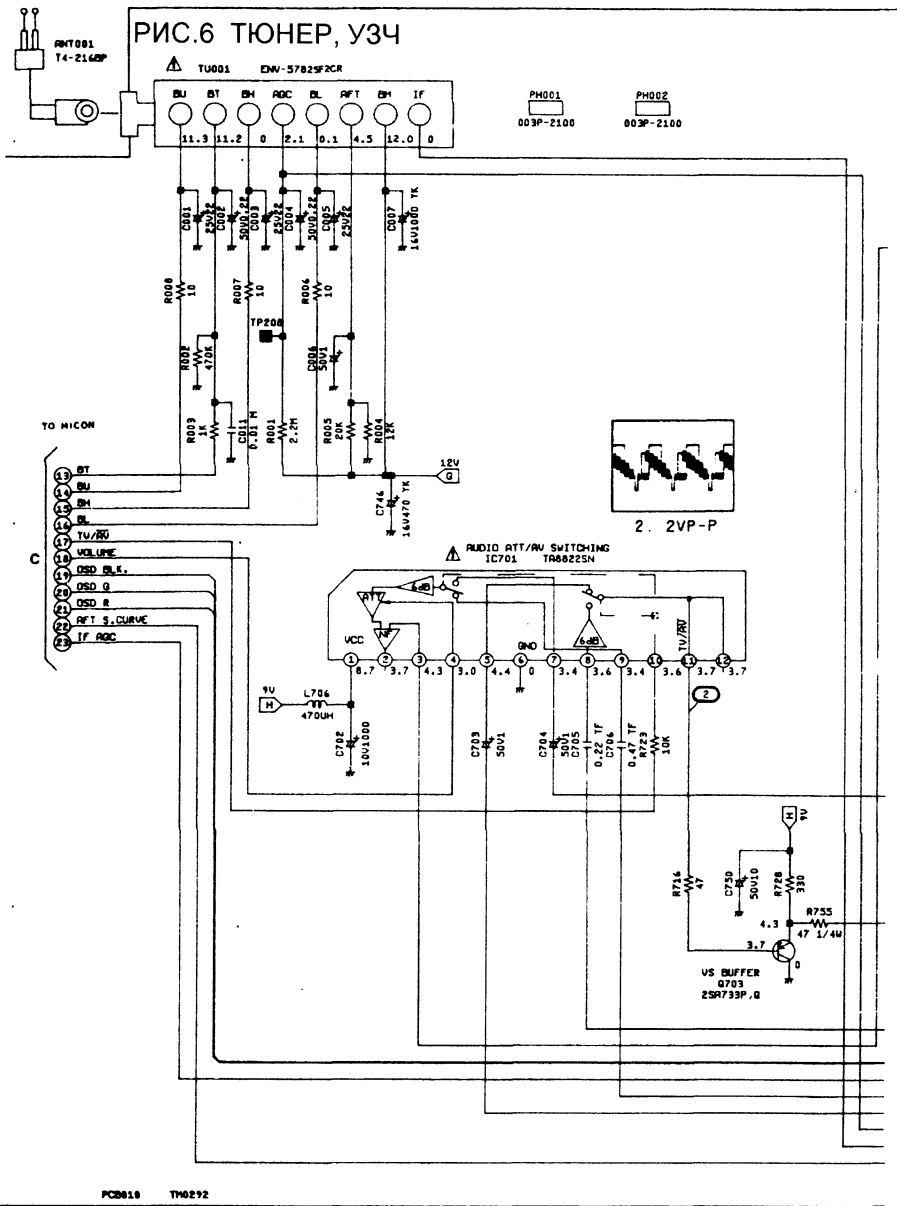 РИС.6 ТЮНЕР, УЗЧ
ANT001
T4-216BP
TU001 ENV-57825F2CR
BU BT BH AGC BL AFT BM IF
11.3 11.2 0 2.1 0.1 4.5 12.0 0
PH001
003P-2100
PH002
003P-2100
C001
25V22
C002
50V0.22
C003
25V22
C004
50V0.22
C005
25V22
C007
16V1000 YK
R008
10
R007
10
R006
10
TP208
R002
470K
C006
50V1
R003
1K
C011
0.01 M
R001
2.2M
R005
20K
R004
12K
12V
G
C746
16V470 YK
TO MICON
C
13 BT
14 BU
15 BH
16 BL
17 TV/AV
18 VOLUME
19 OSD BLK.
20 OSD G
21 OSD R
22 AFT S.CURVE
23 IF AGC
2. 2VP-P
AUDIO ATT/AV SWITCHING
IC701 TA8822SN
6dB
ATT
NF
6dB
VCC
GND
TV/AV
1 2 3 4 5 6 7 8 9 10 11 12
8.7 3.7 4.3 3.0 4.4 0 3.4 3.6 3.4 3.6 3.7 3.7
2
9V
H
L706
470UH
C702
10V1000
C703
50V1
C704
50V1
C705
0.22 TF
C706
0.47 TF
R723
10K
H
9V
R716
47
C750
50V10
R728
330
R755
47 1/4W
4.3
3.7
0
VS BUFFER
Q703
2SA733P,Q
PCB010 TM0292